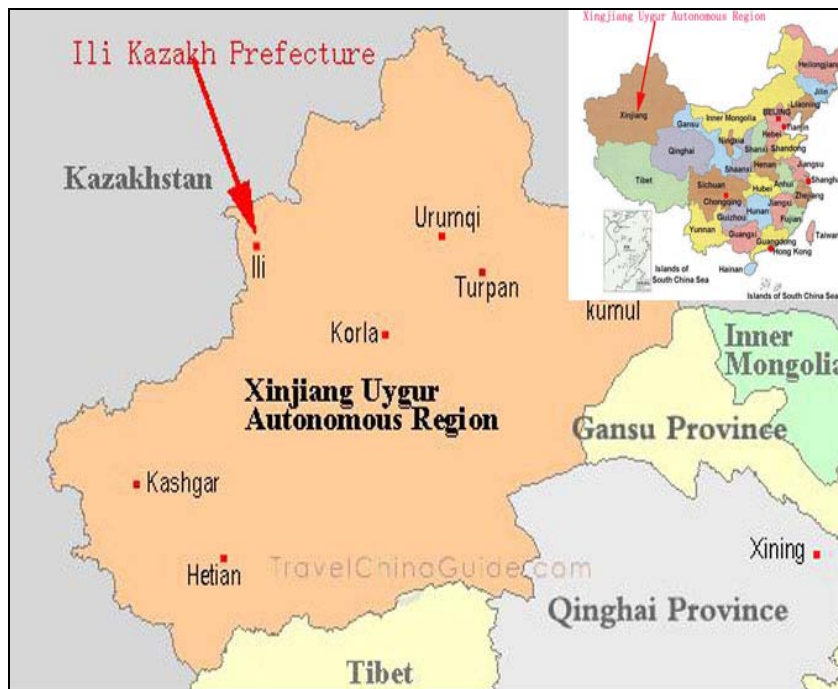 Xingjiang Uygur Autonomous Region
Ili Kazakh Prefecture
Kazakhstan
Urumqi
Ili
Turpan
Korla
kumul
Xinjiang Uygur
Autonomous Region
Inner
Mongolia
Gansu Province
Kashgar
Hetian
TravelChinaGuide.com
Xining
Qinghai Province
Tibet
Heilongjiang
Jilin
Liaoning
Xinjiang
Inner Mongolia
BEIJING
Tianjin
Gansu
Hebei
Ningxia
Shanxi
Shandong
Qinghai
Shaanxi
Henan
Jiangsu
Tibet
Sichuan
Hubei
Anhui
Shanghai
Chongqing
Zhejiang
Hunan
Jiangxi
Guizhou
Fujian
Yunnan
Guangxi
Guangdong
Taiwan
Hong Kong
Hainan
Islands of
South China Sea
Islands of South China Sea